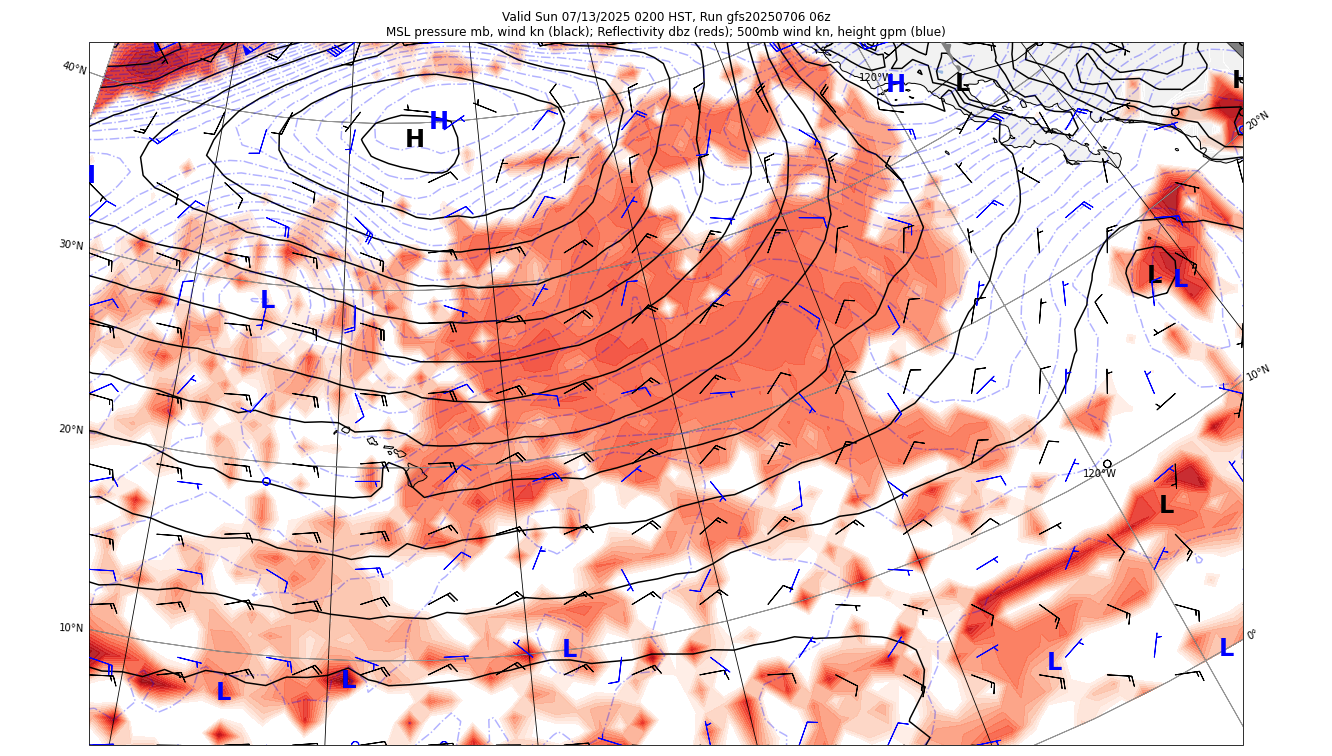 Valid Sun 07/13/2025 0200 HST, Run gfs20250706 06z
MSL pressure mb, wind kn (black); Reflectivity dbz (reds); 500mb wind kn, height gpm (blue)
40°N
120°W
H
L
H
20°N
H
H
30°N
L
L
L
10°N
20°N
120°W
L
10°N
0°
L
L
L
L
L